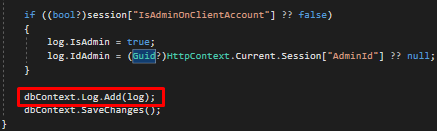 if ((bool?)session["IsAdminOnClientAccount"] ?? false)
{
log.IsAdmin = true;
log.IdAdmin = (Guid?)HttpContext.Current.Session["AdminId"] ?? null;
}
dbContext.Log.Add(log);
dbContext.SaveChanges();
}